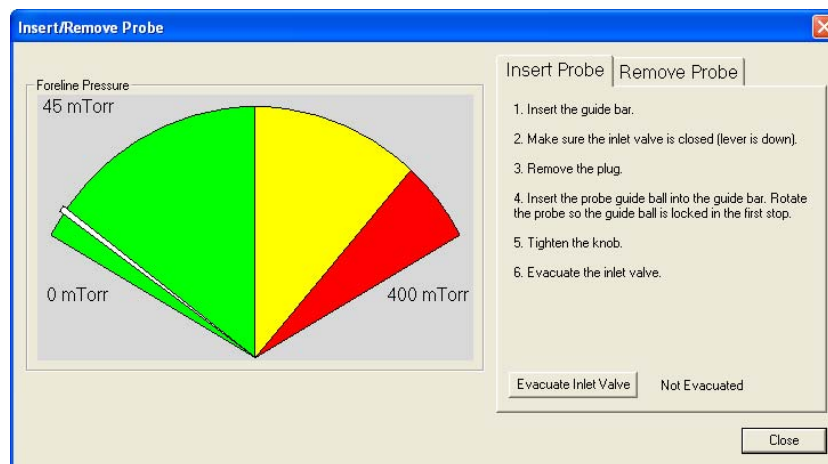 Insert/Remove Probe
Foreline Pressure
45 mTorr
0 mTorr
400 mTorr
Insert Probe
Remove Probe
1. Insert the guide bar.
2. Make sure the inlet valve is closed (lever is down).
3. Remove the plug.
4. Insert the probe guide ball into the guide bar. Rotate
the probe so the guide ball is locked in the first stop.
5. Tighten the knob.
6. Evacuate the inlet valve.
Evacuate Inlet Valve
Not Evacuated
Close